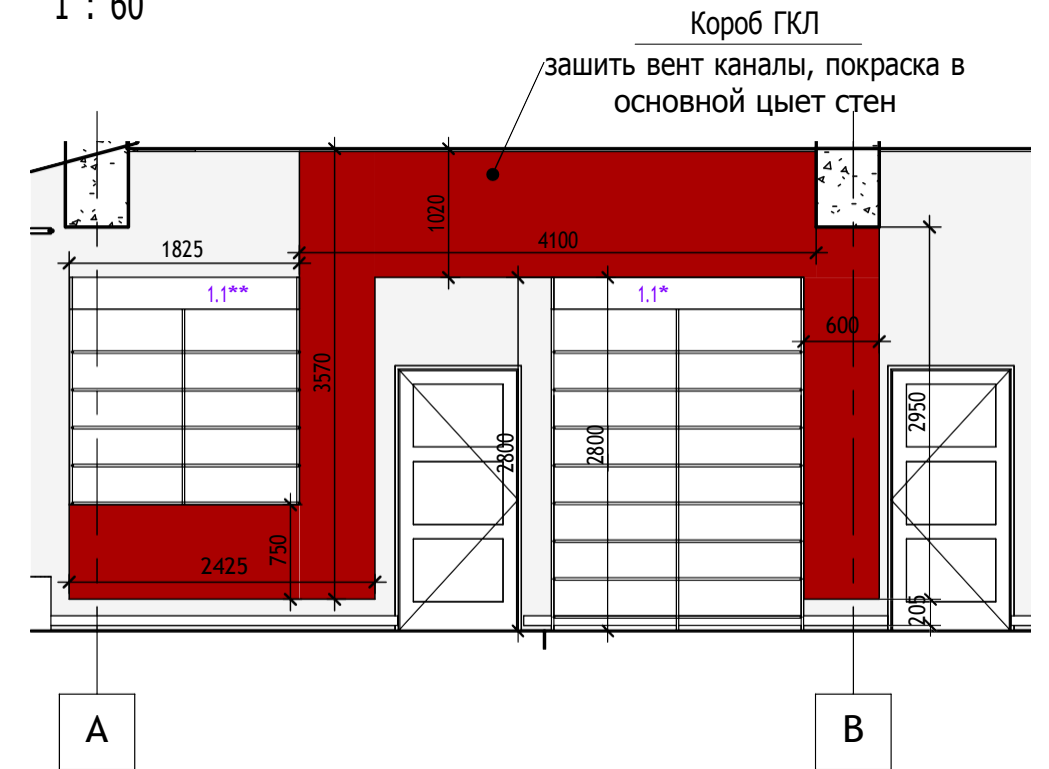 1 : 60
Короб ГКЛ
зашить вент каналы, покраска в
основной цыет стен
1020
4100
1825
1.1**
1.1*
600
3570
2950
2800
2800
750
2425
205
А
В